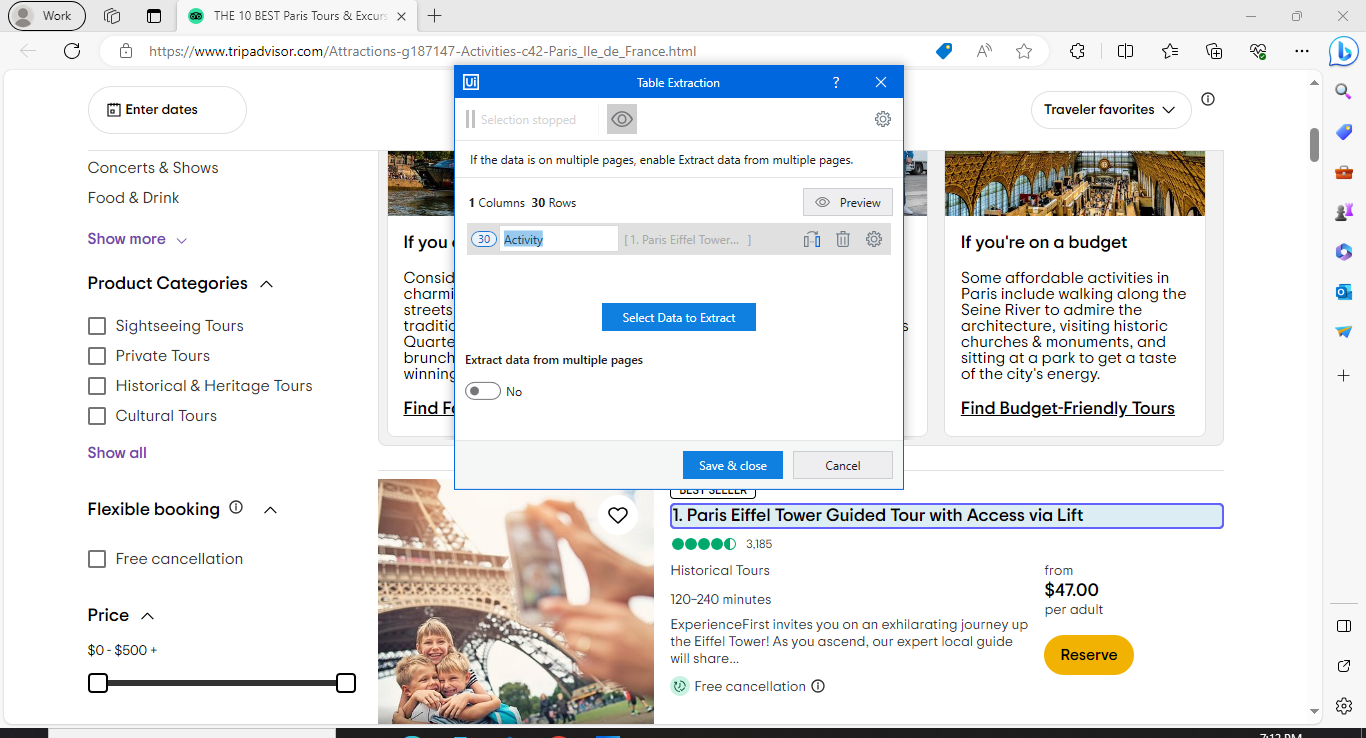 Work
THE 10 BEST Paris Tours & Excurs
https://www.tripadvisor.com/Attractions-g187147-Activities-c42-Paris_Ile_de_France.html
Enter dates
Traveler favorites
Concerts & Shows
Food & Drink
Show more
Product Categories
Sightseeing Tours
Private Tours
Historical & Heritage Tours
Cultural Tours
Show all
Flexible booking
Free cancellation
Price
$0 - $500 +
Ui
Table Extraction
?
Selection stopped
If the data is on multiple pages, enable Extract data from multiple pages.
1 Columns 30 Rows
Preview
30
Activity
[ 1. Paris Eiffel Tower... ]
Select Data to Extract
Extract data from multiple pages
No
Save & close
Cancel
If you
Consid
charmi
streets
traditio
Quarte
brunch
winning
Find Fo
s
If you're on a budget
Some affordable activities in
Paris include walking along the
Seine River to admire the
architecture, visiting historic
churches & monuments, and
sitting at a park to get a taste
of the city's energy.
Find Budget-Friendly Tours
BEST SELLER
1. Paris Eiffel Tower Guided Tour with Access via Lift
3,185
Historical Tours
120–240 minutes
ExperienceFirst invites you on an exhilarating journey up
the Eiffel Tower! As you ascend, our expert local guide
will share...
Free cancellation
from
$47.00
per adult
Reserve
7:12 PM